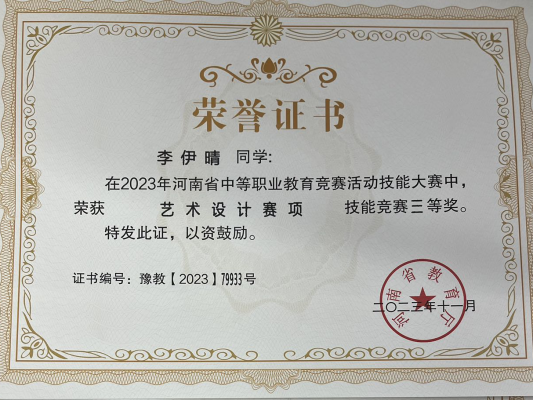 荣誉证书
李伊晴 同学:
在2023年河南省中等职业教育竞赛活动技能大赛中,
荣获 艺术设计赛项 技能竞赛三等奖。
特发此证,以资鼓励。
证书编号:豫教【2023】79933号
河南省教育厅
二〇二三年十一月